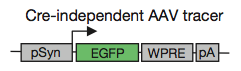 Cre-independent AAV tracer
pSyn EGFP WPRE pA